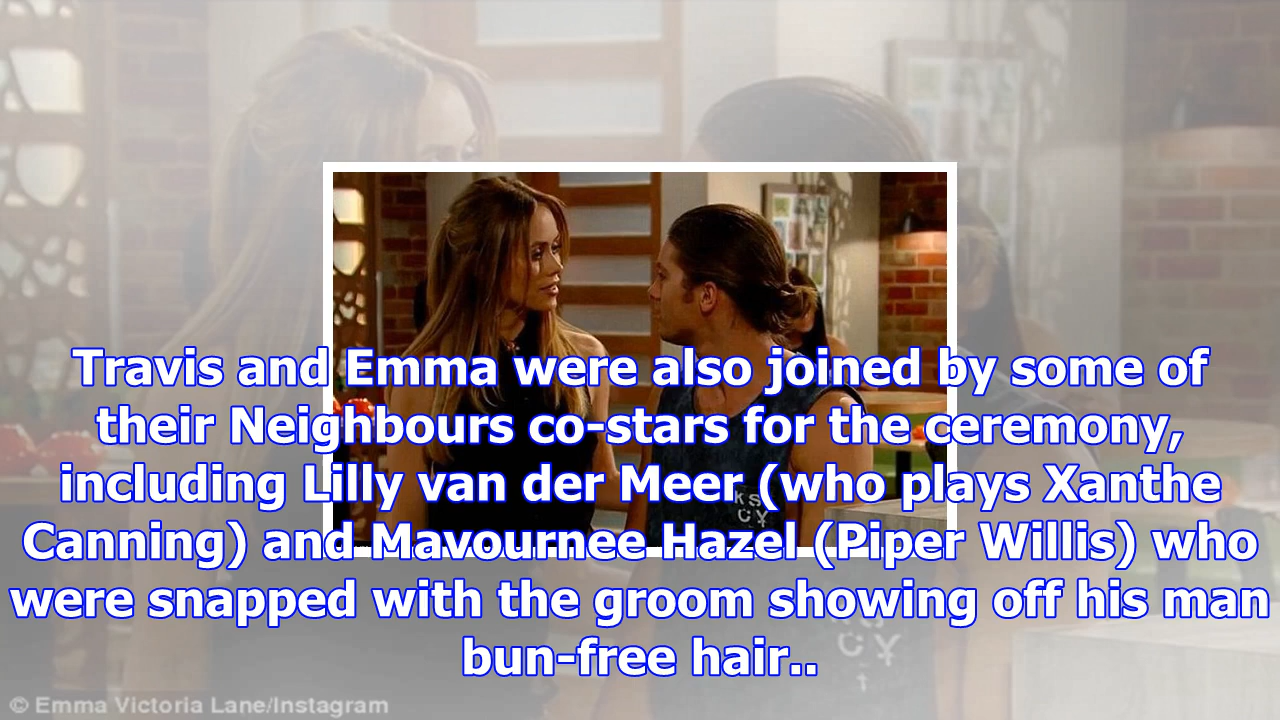 Travis and Emma were also joined by some of
their Neighbours co-stars for the ceremony,
including Lilly van der Meer (who plays Xanthe
Canning) and Mavournee Hazel (Piper Willis) who
were snapped with the groom showing off his man
bun-free hair..
© Emma Victoria Lane/Instagram